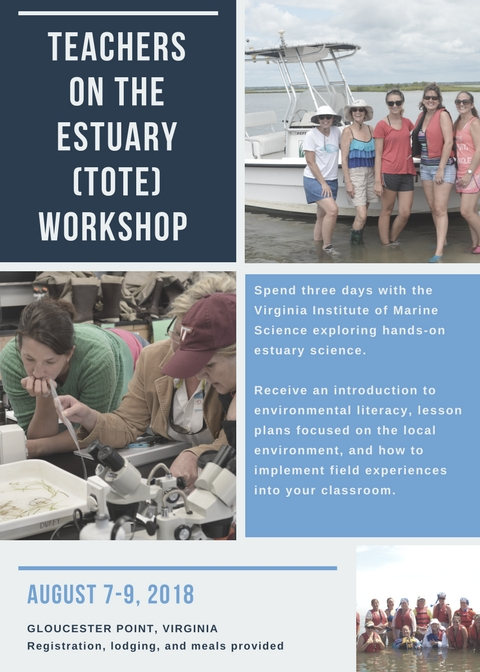 TEACHERS
ON THE
ESTUARY
(TOTE)
WORKSHOP
Spend three days with the
Virginia Institute of Marine
Science exploring hands-on
estuary science.
Receive an introduction to
environmental literacy, lesson
plans focused on the local
environment, and how to
implement field experiences
into your classroom.
AUGUST 7-9, 2018
GLOUCESTER POINT, VIRGINIA
Registration, lodging, and meals provided